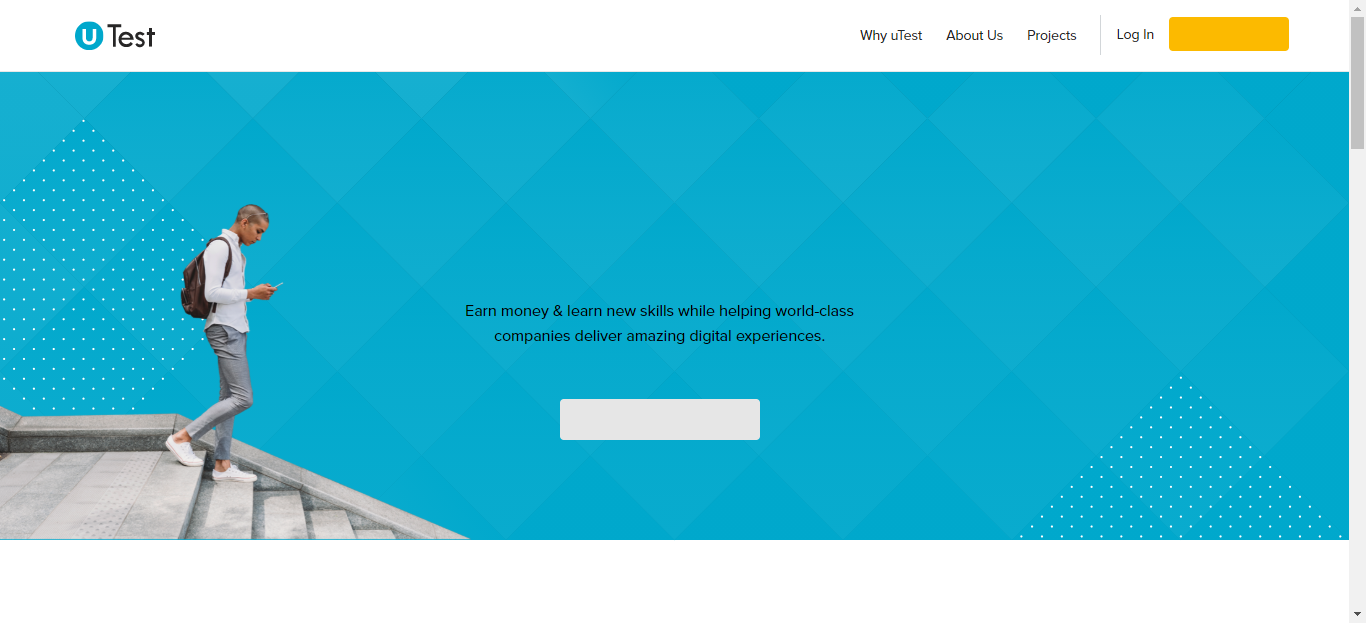 uTest
Why uTest
About Us
Projects
Log In
Earn money & learn new skills while helping world-class
companies deliver amazing digital experiences.